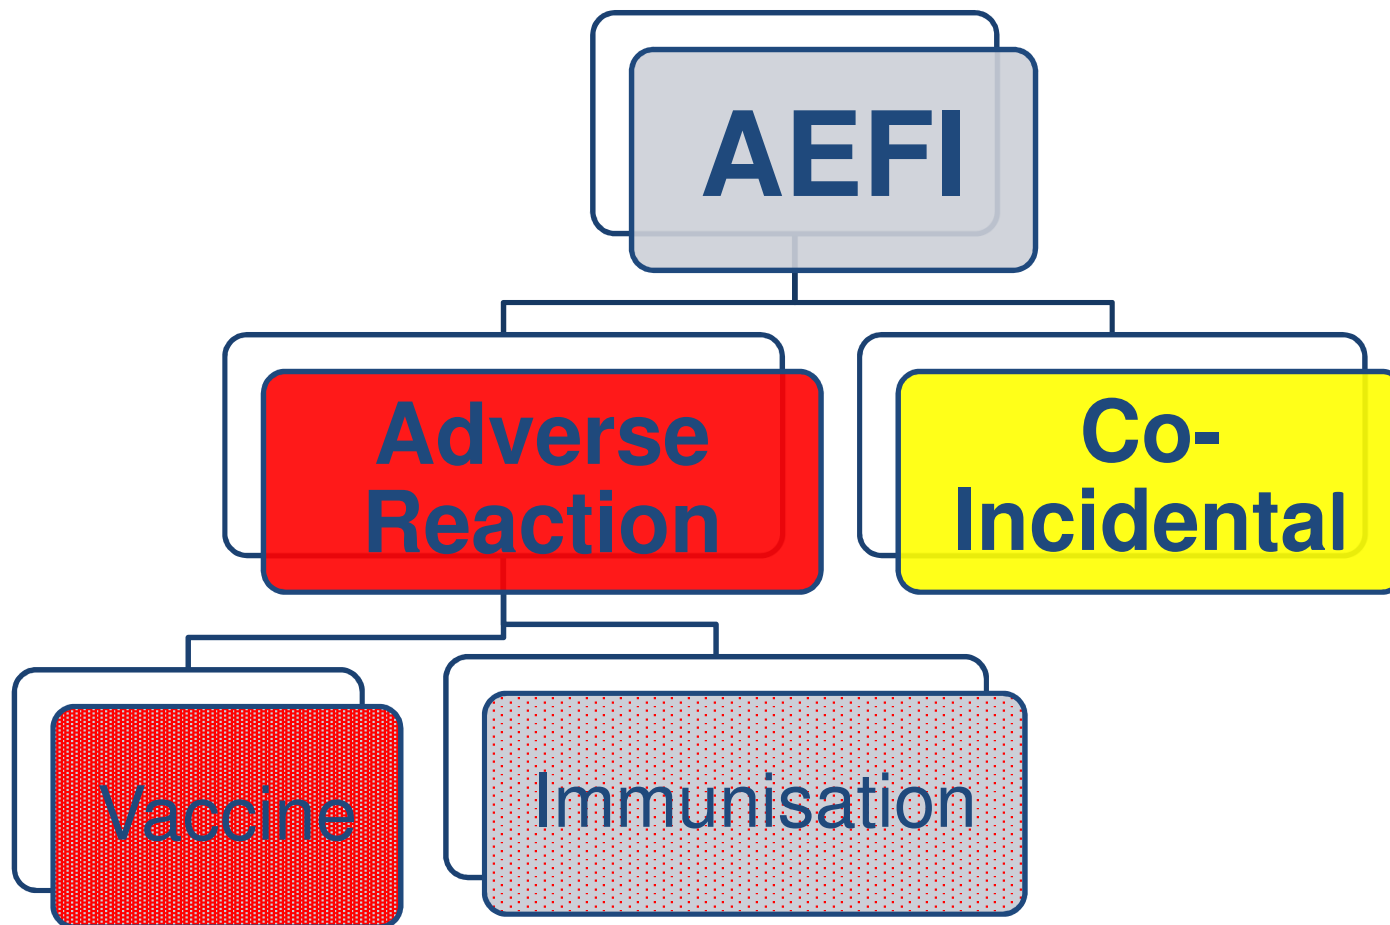 AEFI
Adverse
Reaction
Co-
Incidental
Vaccine
Immunisation